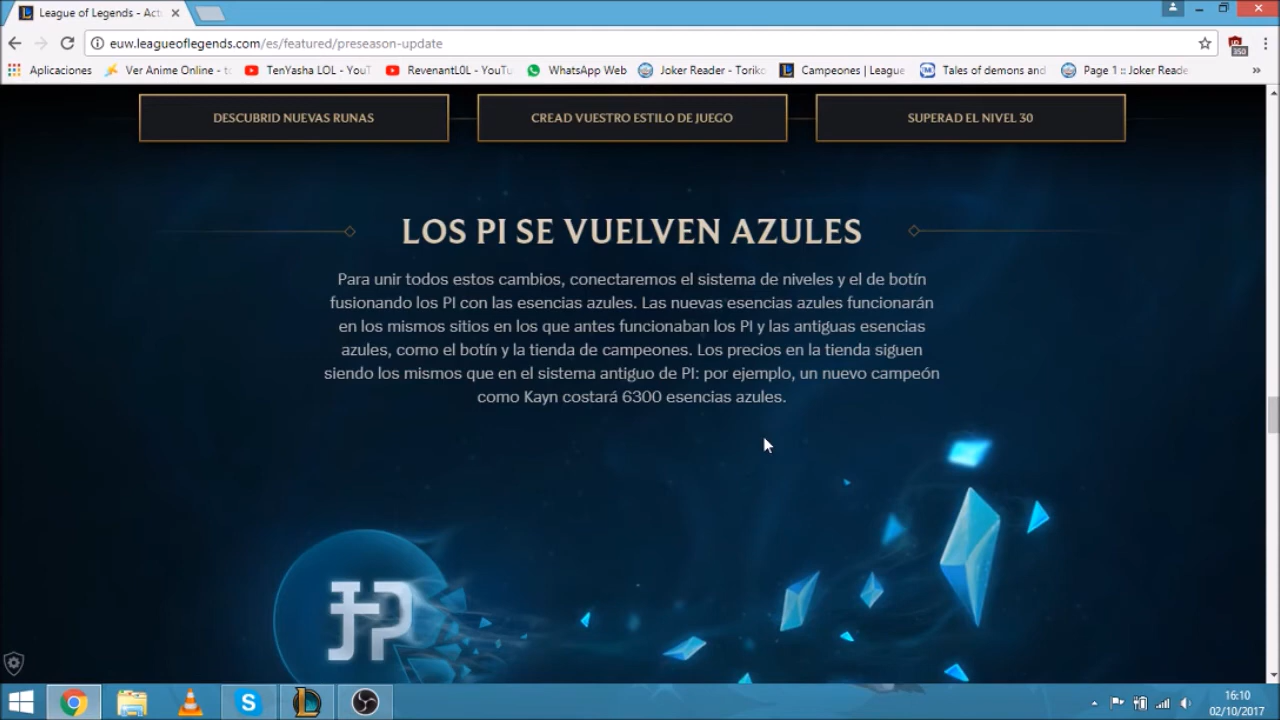 League of Legends - Act
euw.leagueoflegends.com/es/featured/preseason-update
350
Aplicaciones
Ver Anime Online - to
TenYasha LOL - YouT
RevenantL0L - YouTu
WhatsApp Web
Joker Reader - Toriko
Campeones | League
Tales of demons and
Page 1 :: Joker Reade
»
DESCUBRID NUEVAS RUNAS
CREAD VUESTRO ESTILO DE JUEGO
SUPERAD EL NIVEL 30
LOS PI SE VUELVEN AZULES
Para unir todos estos cambios, conectaremos el sistema de niveles y el de botín
fusionando los PI con las esencias azules. Las nuevas esencias azules funcionarán
en los mismos sitios en los que antes funcionaban los PI y las antiguas esencias
azules, como el botín y la tienda de campeones. Los precios en la tienda siguen
siendo los mismos que en el sistema antiguo de PI: por ejemplo, un nuevo campeón
como Kayn costará 6300 esencias azules.
IP
16:10
02/10/2017